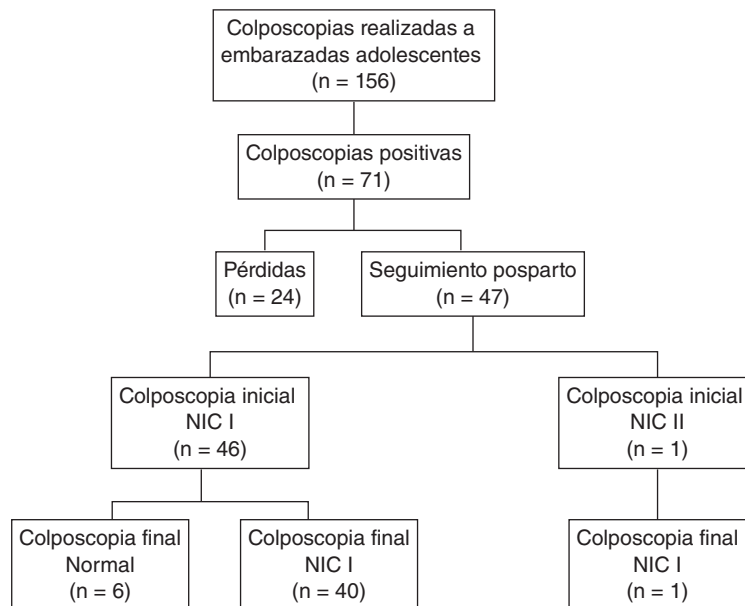 Colposcopias realizadas a
embarazadas adolescentes
(n = 156)
Colposcopias positivas
(n = 71)
Pérdidas
(n = 24)
Seguimiento posparto
(n = 47)
Colposcopia inicial
NIC I
(n = 46)
Colposcopia inicial
NIC II
(n = 1)
Colposcopia final
Normal
(n = 6)
Colposcopia final
NIC I
(n = 40)
Colposcopia final
NIC I
(n = 1)